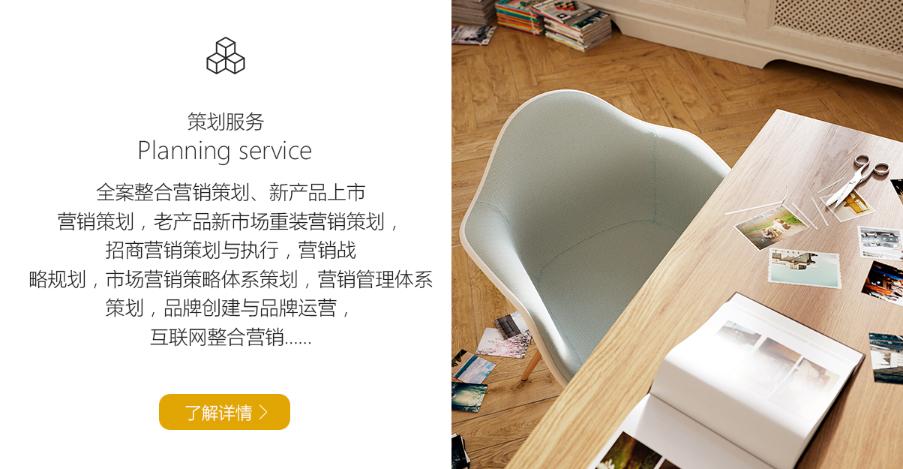 策划服务
Planning service
全案整合营销策划、新产品上市
营销策划，老产品新市场重装营销策划，
招商营销策划与执行，营销战
略规划，市场营销策略体系策划，营销管理体系
策划，品牌创建与品牌运营，
互联网整合营销......
了解详情 >